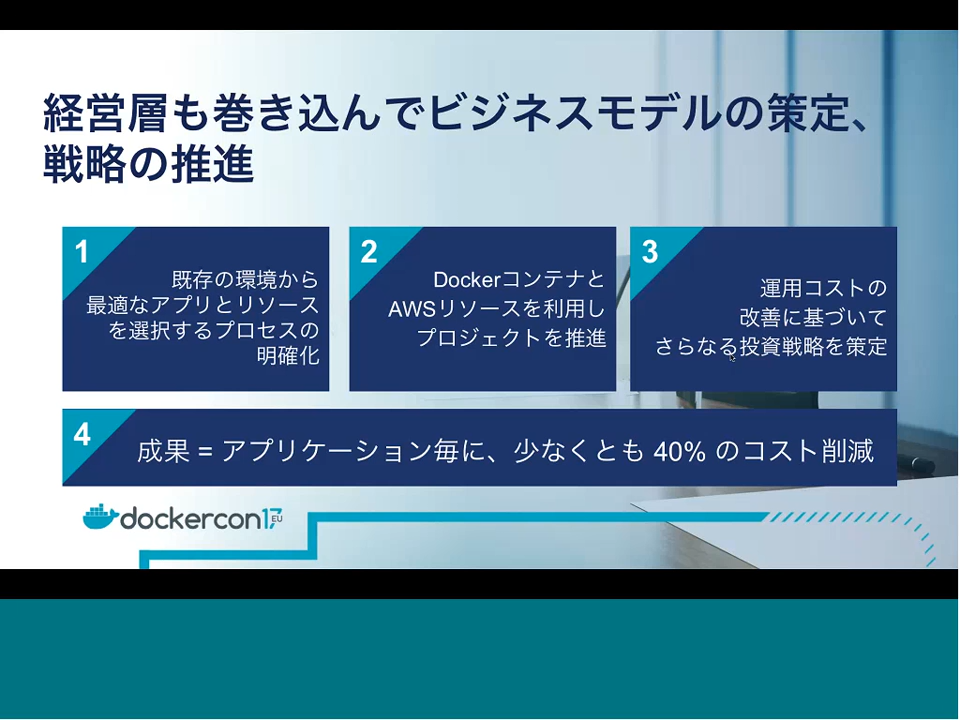 経営層も巻き込んでビジネスモデルの策定、
戦略の推進
1
既存の環境から
最適なアプリとリソース
を選択するプロセスの
明確化
2
Dockerコンテナと
AWSリソースを利用し
プロジェクトを推進
3
運用コストの
改善に基づいて
さらなる投資戦略を策定
4
成果 = アプリケーション毎に、少なくとも 40% のコスト削減
dockercon17 EU